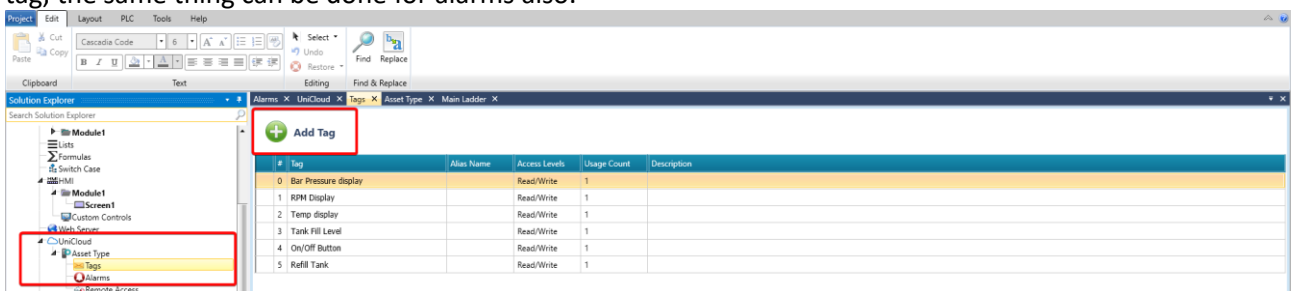 tag, the same thing can be done for alarms also.
Project Edit Layout PLC Tools Help
Cut
Copy
Paste
Cascadia Code 6
B I U
Select
Undo
Restore
Find Replace
Clipboard Text Editing Find & Replace
Solution Explorer
Search Solution Explorer
Module1
Lists
Formulas
Switch Case
HMI
Module1
Screen1
Custom Controls
Web Server
UniCloud
Asset Type
Tags
Alarms
Remote Access
Alarms UniCloud Tags Asset Type Main Ladder
Add Tag
# Tag Alias Name Access Levels Usage Count Description
0 Bar Pressure display Read/Write 1
1 RPM Display Read/Write 1
2 Temp display Read/Write 1
3 Tank Fill Level Read/Write 1
4 On/Off Button Read/Write 1
5 Refill Tank Read/Write 1